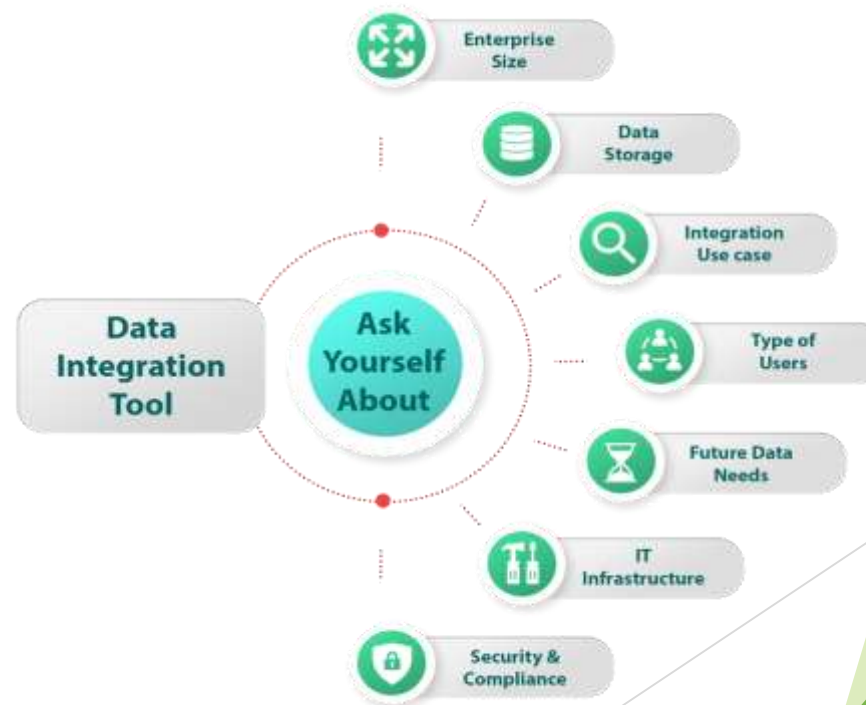 Data
Integration
Tool
Ask
Yourself
About
Enterprise
Size
Data
Storage
Integration
Use case
Type of
Users
Future Data
Needs
IT
Infrastructure
Security &
Compliance